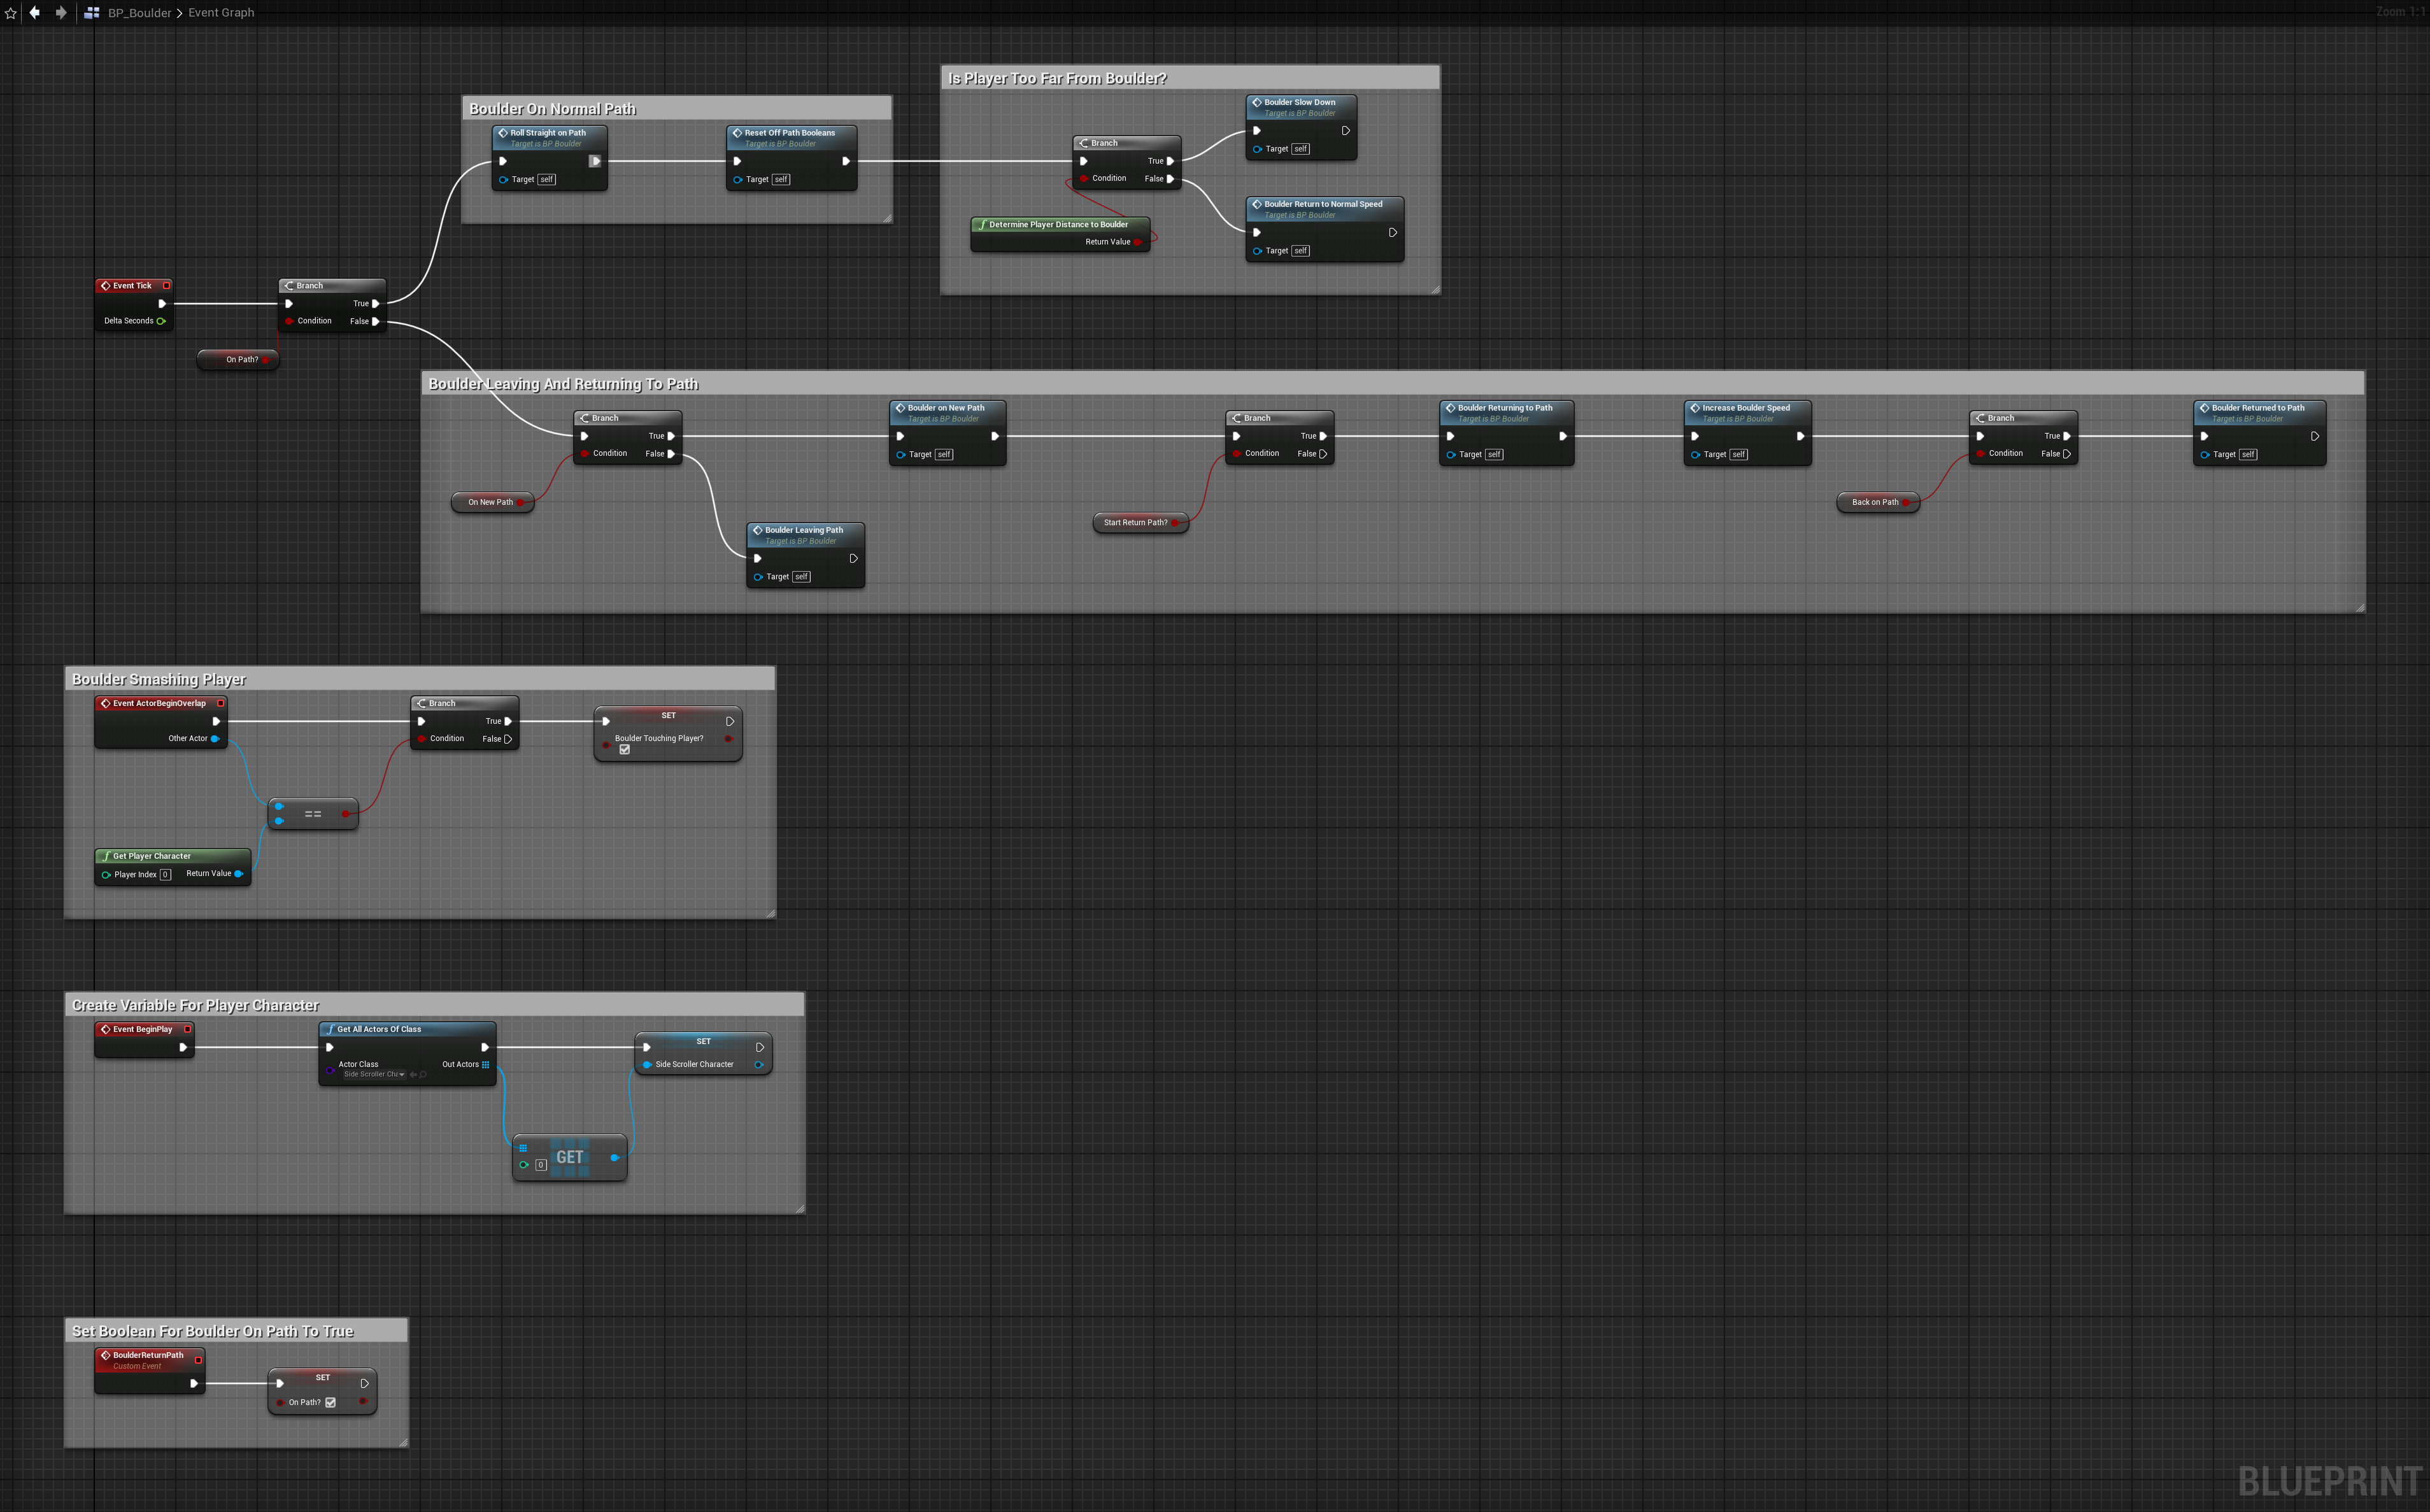 BP_Boulder > Event Graph
Zoom 1:1
Is Player Too Far From Boulder?
Boulder Slow Down
Target is BP Boulder
Target self
Branch
True
Condition False
Boulder Return to Normal Speed
Target is BP Boulder
Target self
Determine Player Distance to Boulder
Return Value
Boulder On Normal Path
Roll Straight on Path
Target is BP Boulder
Target self
Reset Off Path Booleans
Target is BP Boulder
Target self
Event Tick
Delta Seconds
Branch
True
Condition False
On Path?
Boulder Leaving And Returning To Path
Branch
True
Condition False
On New Path
Boulder on New Path
Target is BP Boulder
Target self
Boulder Leaving Path
Target is BP Boulder
Target self
Branch
True
Condition False
Start Return Path?
Boulder Returning to Path
Target is BP Boulder
Target self
Increase Boulder Speed
Target is BP Boulder
Target self
Branch
True
Condition False
Back on Path
Boulder Returned to Path
Target is BP Boulder
Target self
Boulder Smashing Player
Event ActorBeginOverlap
Other Actor
Branch
True
Condition False
SET
Boulder Touching Player?
==
Get Player Character
Player Index 0 Return Value
Create Variable For Player Character
Event BeginPlay
Get All Actors Of Class
Actor Class Out Actors
Side Scroller Cha
SET
Side Scroller Character
0 GET
Set Boolean For Boulder On Path To True
BoulderReturnPath
Custom Event
SET
On Path?
BLUEPRINT